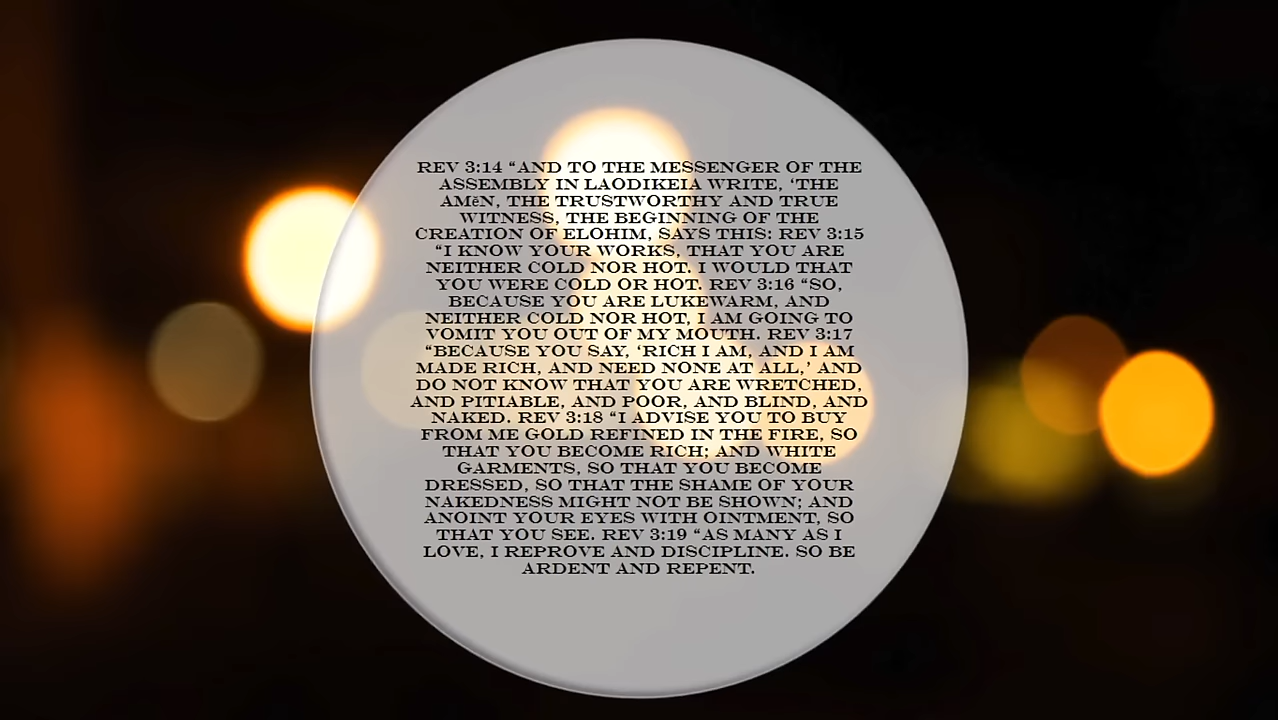 REV 3:14 “AND TO THE MESSENGER OF THE
ASSEMBLY IN LAODIKEIA WRITE, ‘THE
AMĕN, THE TRUSTWORTHY AND TRUE
WITNESS, THE BEGINNING OF THE
CREATION OF ELOHIM, SAYS THIS: REV 3:15
“I KNOW YOUR WORKS, THAT YOU ARE
NEITHER COLD NOR HOT. I WOULD THAT
YOU WERE COLD OR HOT. REV 3:16 “SO,
BECAUSE YOU ARE LUKEWARM, AND
NEITHER COLD NOR HOT, I AM GOING TO
VOMIT YOU OUT OF MY MOUTH. REV 3:17
“BECAUSE YOU SAY, ‘RICH I AM, AND I AM
MADE RICH, AND NEED NONE AT ALL,’ AND
DO NOT KNOW THAT YOU ARE WRETCHED,
AND PITIABLE, AND POOR, AND BLIND, AND
NAKED. REV 3:18 “I ADVISE YOU TO BUY
FROM ME GOLD REFINED IN THE FIRE, SO
THAT YOU BECOME RICH; AND WHITE
GARMENTS, SO THAT YOU BECOME
DRESSED, SO THAT THE SHAME OF YOUR
NAKEDNESS MIGHT NOT BE SHOWN; AND
ANOINT YOUR EYES WITH OINTMENT, SO
THAT YOU SEE. REV 3:19 “AS MANY AS I
LOVE, I REPROVE AND DISCIPLINE. SO BE
ARDENT AND REPENT.